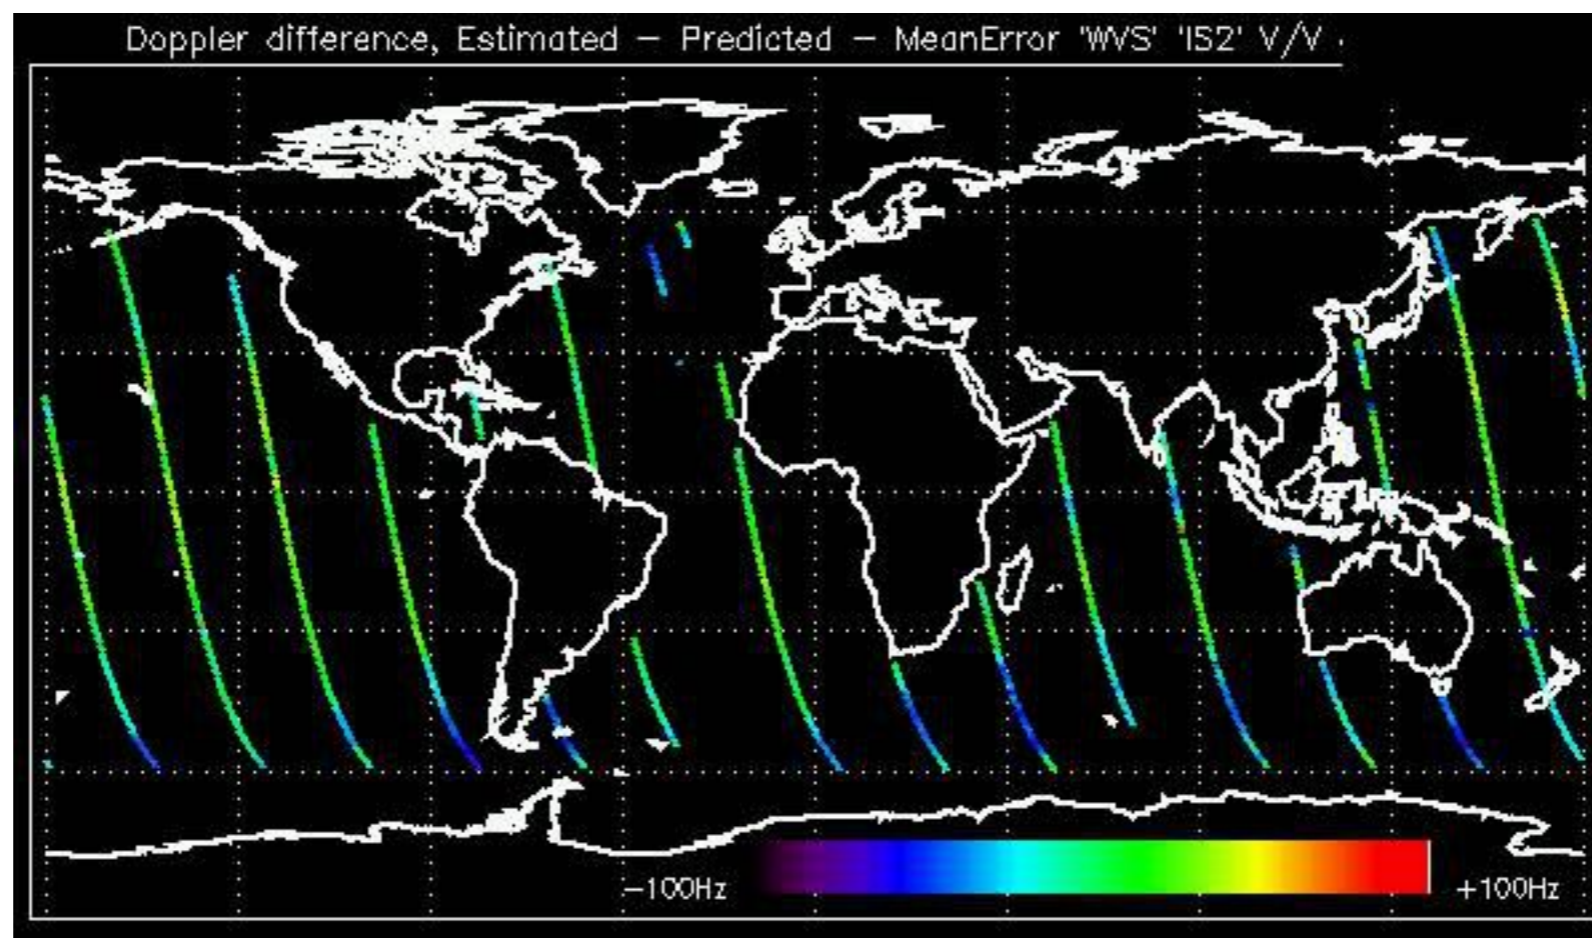 Doppler difference, Estimated – Predicted – MeanError 'WVS' 'IS2' V/V
-100Hz
+100Hz